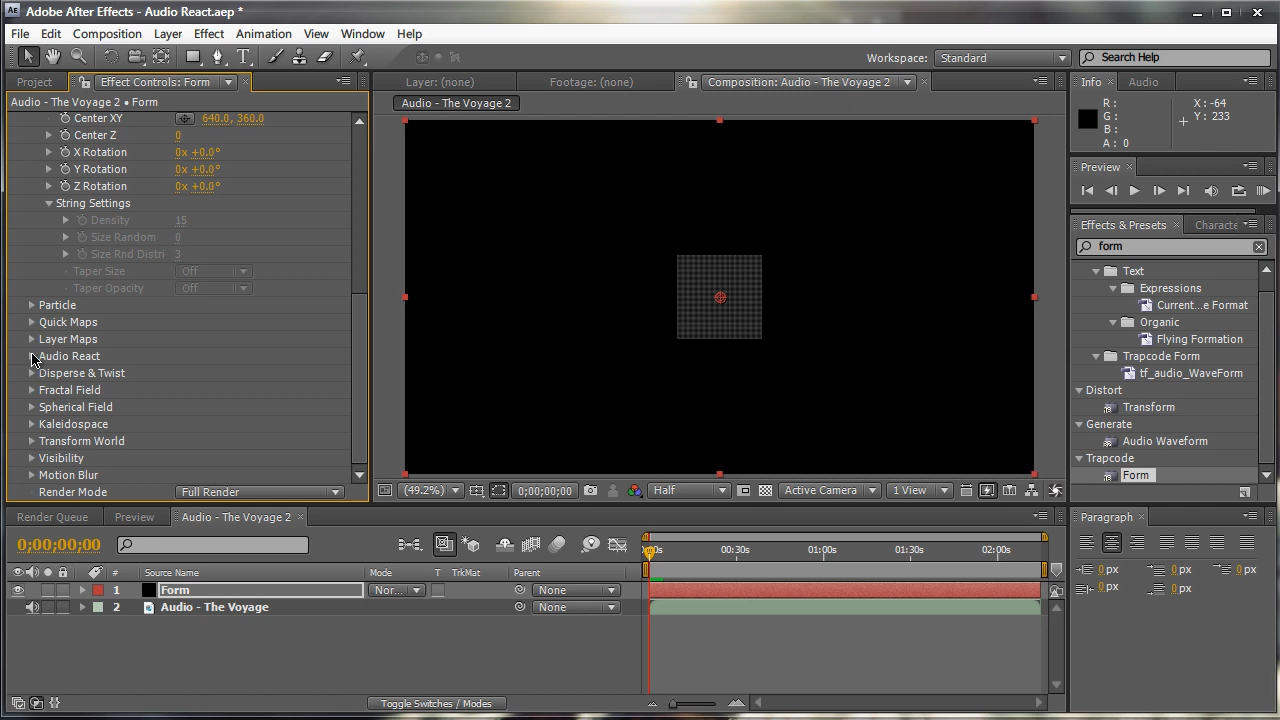 Adobe After Effects - Audio React.aep *
File Edit Composition Layer Effect Animation View Window Help
Workspace: Standard Search Help
Project Effect Controls: Form
Audio - The Voyage 2 • Form
Center XY 640.0, 360.0
Center Z 0
X Rotation 0x +0.0°
Y Rotation 0x +0.0°
Z Rotation 0x +0.0°
String Settings
Density 15
Size Random 0
Size Rnd Distri 3
Taper Size Off
Taper Opacity Off
Particle
Quick Maps
Layer Maps
Audio React
Disperse & Twist
Fractal Field
Spherical Field
Kaleidospace
Transform World
Visibility
Motion Blur
Render Mode Full Render
Layer: (none) Footage: (none) Composition: Audio - The Voyage 2
Audio - The Voyage 2
(49.2%) 0;00;00;00 Half Active Camera 1 View
Info Audio
R: X: -64
G: Y: 233
B:
A: 0
Preview
Effects & Presets Characte
form
Text
Expressions
Current...e Format
Organic
Flying Formation
Trapcode Form
tf_audio_WaveForm
Distort
Transform
Generate
Audio Waveform
Trapcode
Form
Render Queue Preview Audio - The Voyage 2
0;00;00;00
00:30s 01:00s 01:30s 02:00s
# Source Name Mode T TrkMat Parent
1 Form Nor... None
2 Audio - The Voyage None
Toggle Switches / Modes
Paragraph
0 px 0 px 0 px
0 px 0 px